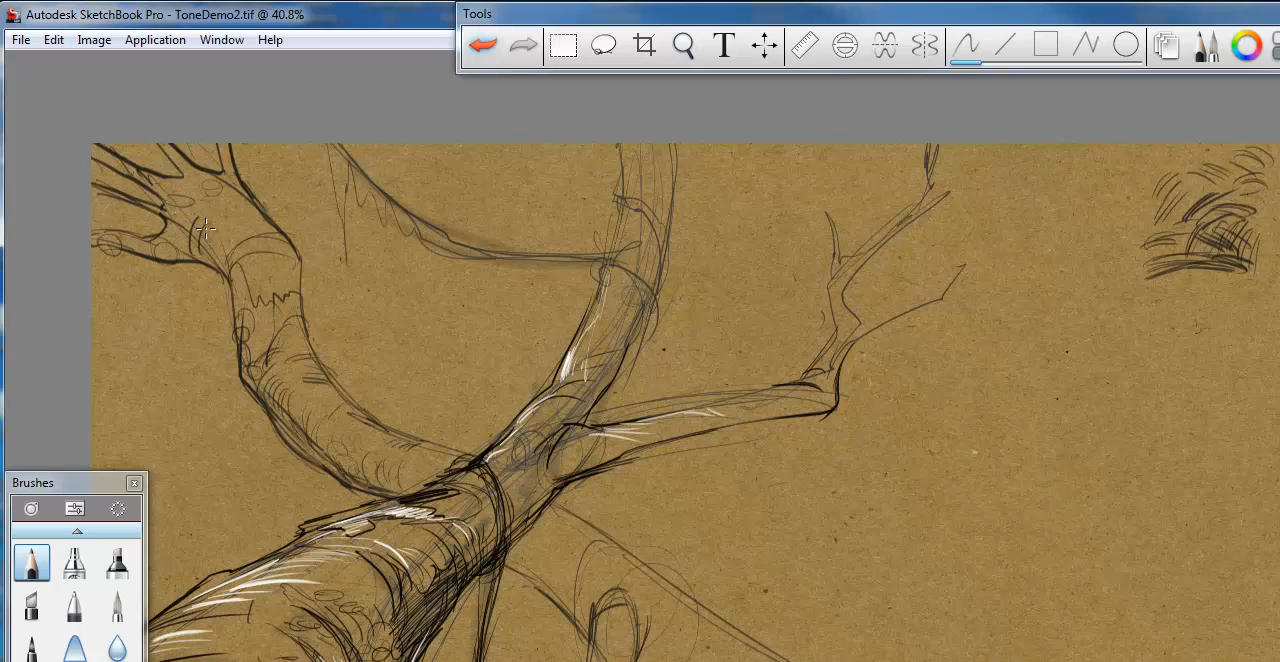 Autodesk SketchBook Pro - ToneDemo2.tif @ 40.8%
Tools
File Edit Image Application Window Help
T
Brushes